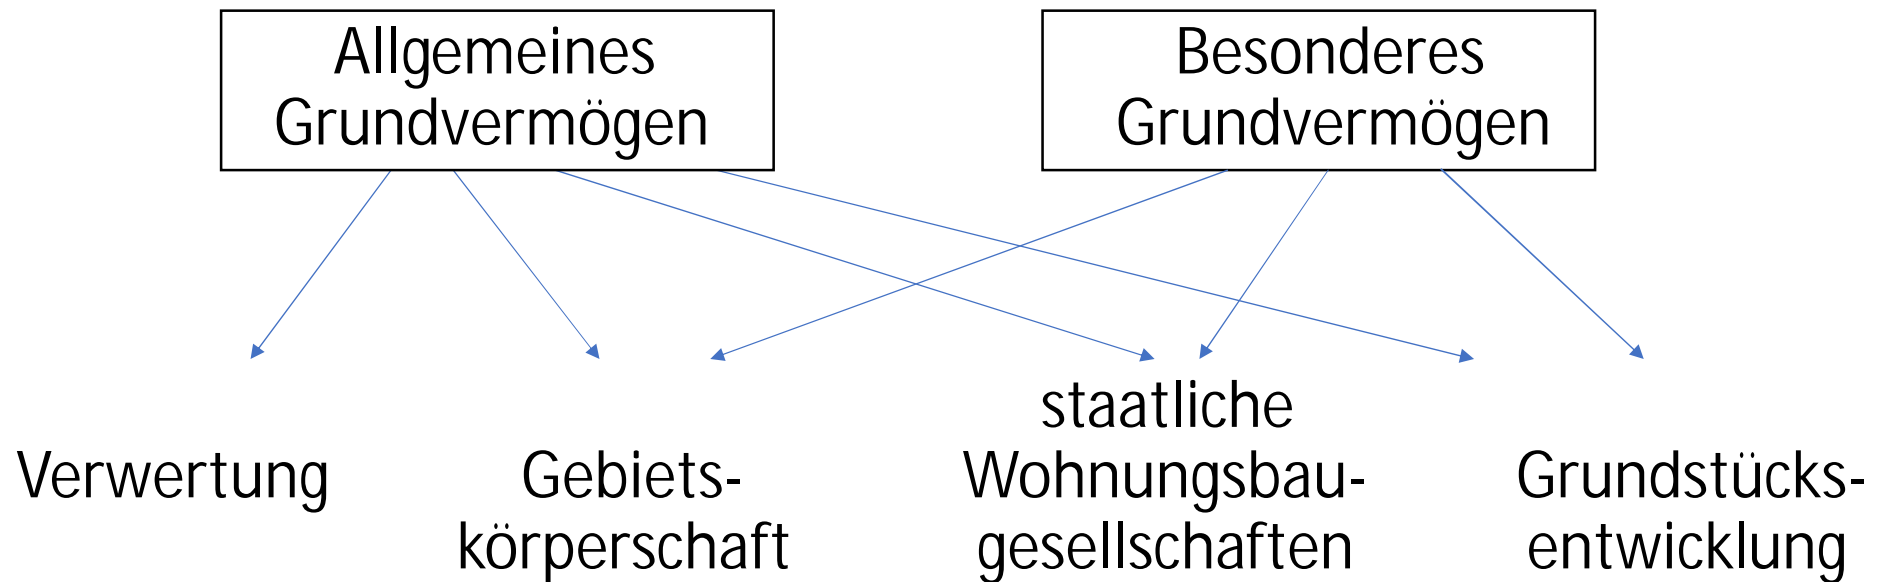 Allgemeines
Grundvermögen
Besonderes
Grundvermögen
Verwertung
Gebiets-
körperschaft
staatliche
Wohnungsbau-
gesellschaften
Grundstücks-
entwicklung